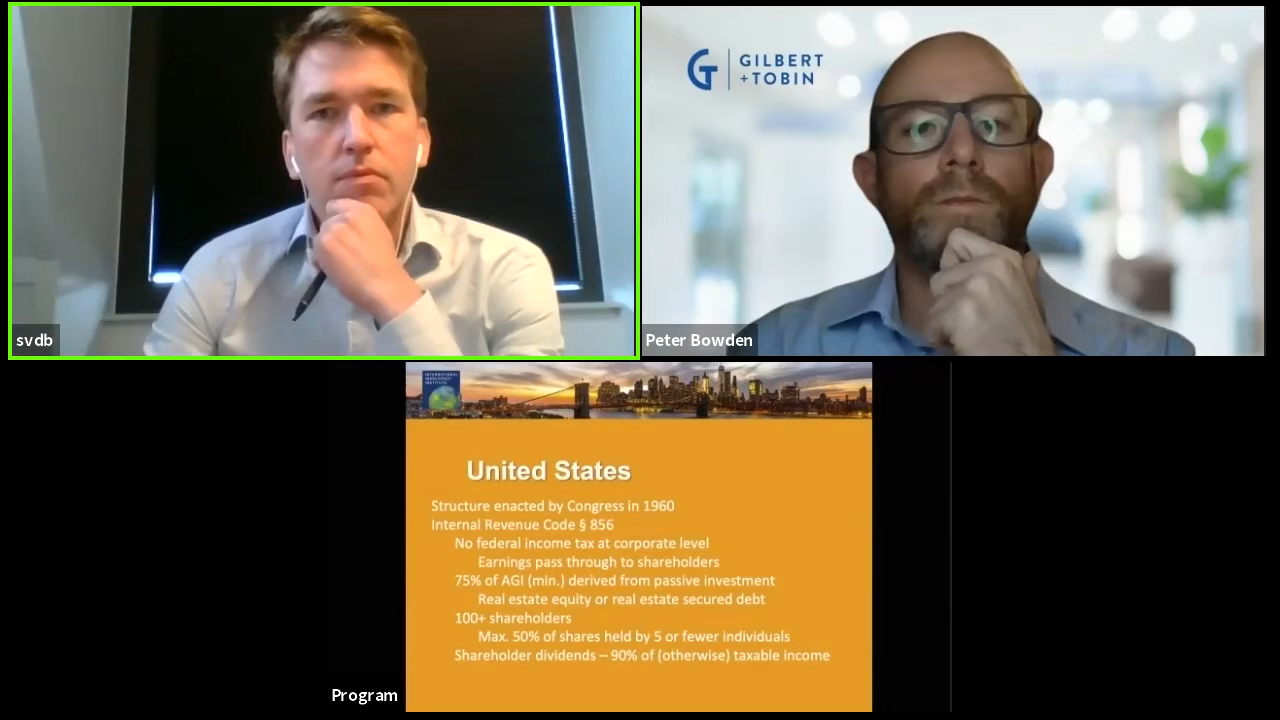 GILBERT
+TOBIN
svdb
Peter Bowden
INTERNATIONAL
INSOLVENCY
INSTITUTE
United States
Structure enacted by Congress in 1960
Internal Revenue Code § 856
No federal income tax at corporate level
Earnings pass through to shareholders
75% of AGI (min.) derived from passive investment
Real estate equity or real estate secured debt
100+ shareholders
Max. 50% of shares held by 5 or fewer individuals
Shareholder dividends – 90% of (otherwise) taxable income
Program